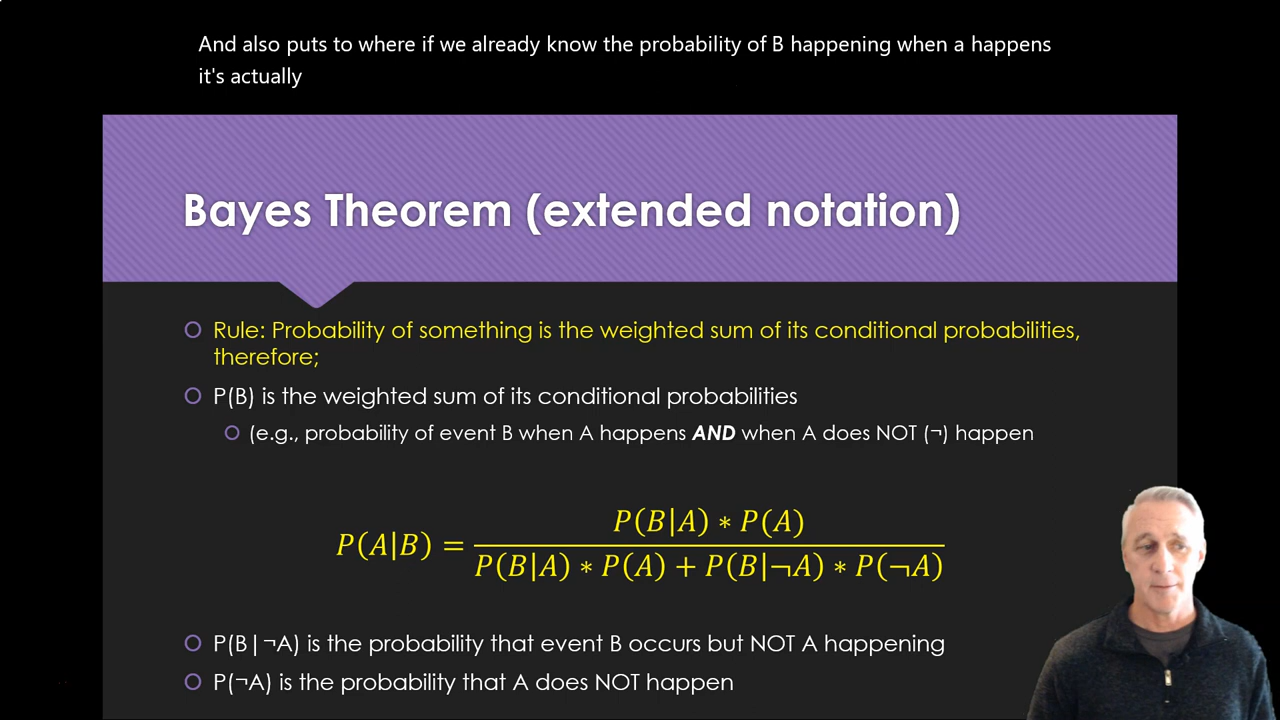 And also puts to where if we already know the probability of B happening when a happens
it's actually
Bayes Theorem (extended notation)
Rule: Probability of something is the weighted sum of its conditional probabilities,
therefore;
P(B) is the weighted sum of its conditional probabilities
(e.g., probability of event B when A happens AND when A does NOT (¬) happen
P(A|B) = P(B|A) ∗ P(A) / P(B|A) ∗ P(A) + P(B|¬A) ∗ P(¬A)
P(B|¬A) is the probability that event B occurs but NOT A happening
P(¬A) is the probability that A does NOT happen